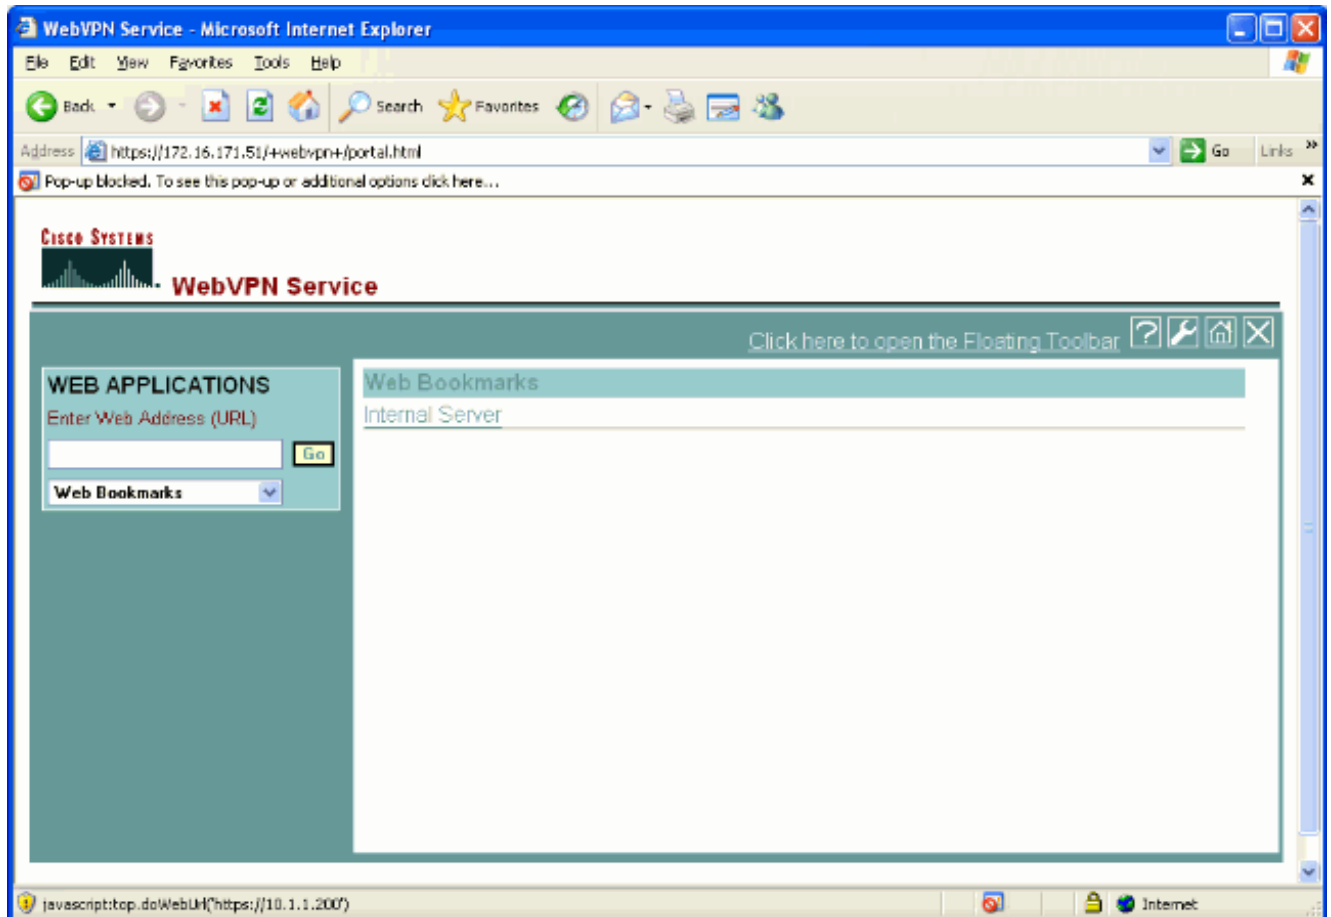 WebVPN Service - Microsoft Internet Explorer
File Edit View Favorites Tools Help
Back Search Favorites
Address https://172.16.171.51/+webvpn+/portal.html Go Links »
Pop-up blocked. To see this pop-up or additional options click here...
CISCO SYSTEMS
WebVPN Service
Click here to open the Floating Toolbar ?
WEB APPLICATIONS
Enter Web Address (URL)
Go
Web Bookmarks
Web Bookmarks
Internal Server
javascript:top.doWebUrl('https://10.1.1.200') Internet